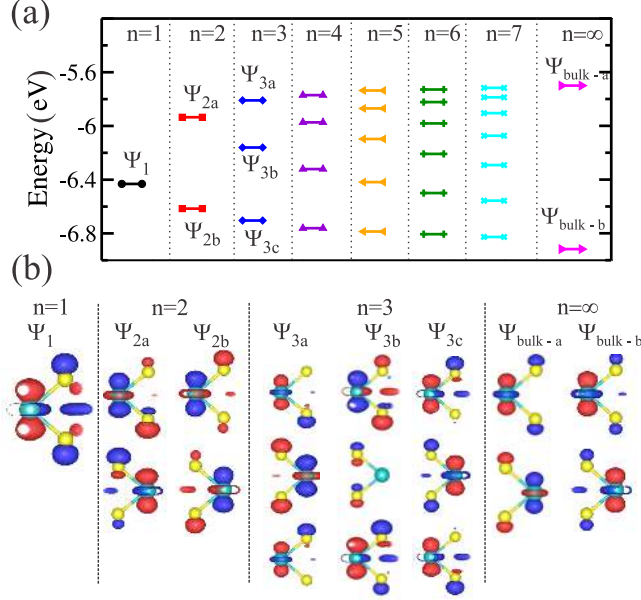 (a)
n=1 n=2 n=3 n=4 n=5 n=6 n=7 n=∞
Energy (eV)
-5.6
-6
-6.4
-6.8
Ψ1
Ψ2a
Ψ2b
Ψ3a
Ψ3b
Ψ3c
Ψbulk-a
Ψbulk-b
(b)
n=1 n=2 n=3 n=∞
Ψ1 Ψ2a Ψ2b Ψ3a Ψ3b Ψ3c Ψbulk-a Ψbulk-b